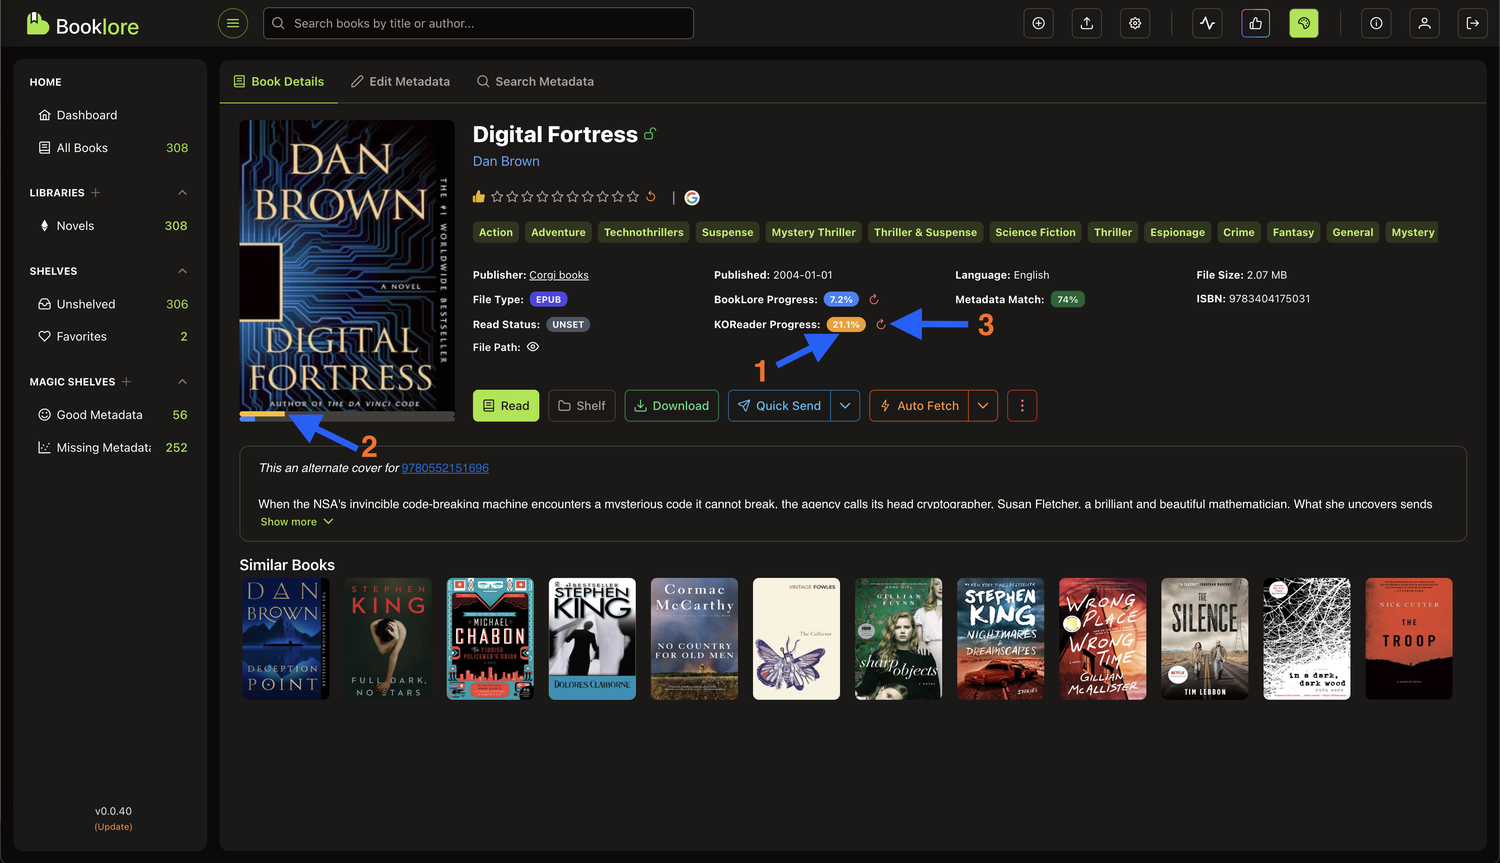 Booklore
Search books by title or author...
HOME
Dashboard
All Books 308
LIBRARIES
Novels 308
SHELVES
Unshelved 306
Favorites 2
MAGIC SHELVES
Good Metadata 56
Missing Metadata 252
v0.0.40
(Update)
Book Details Edit Metadata Search Metadata
DAN
BROWN
THE #1 WORLDWIDE BESTSELLER
A NOVEL
DIGITAL
FORTRESS
AUTHOR OF THE DA VINCI CODE
Digital Fortress
Dan Brown
| G
Action Adventure Technothrillers Suspense Mystery Thriller Thriller & Suspense Science Fiction Thriller Espionage Crime Fantasy General Mystery
Publisher: Corgi books Published: 2004-01-01 Language: English File Size: 2.07 MB
File Type: EPUB BookLore Progress: 7.2% Metadata Match: 74% ISBN: 9783404175031
Read Status: UNSET KOReader Progress: 21.1% 3
File Path:
1
Read Shelf Download Quick Send Auto Fetch
2
This an alternate cover for 9780552151696
When the NSA's invincible code-breaking machine encounters a mysterious code it cannot break, the agency calls its head cryptographer, Susan Fletcher, a brilliant and beautiful mathematician. What she uncovers sends
Show more
Similar Books
DAN
BROWN
DECEPTION
POINT
STEPHEN
KING
FULL DARK,
NO STARS
MICHAEL
CHABON
THE YIDDISH
POLICEMEN'S UNION
#1 BESTSELLER
STEPHEN
KING
DOLORES CLAIBORNE
Cormac
McCarthy
NO COUNTRY
FOR OLD MEN
VINTAGE FOWLES
The Collector
GILLIAN
FLYNN
HBO
sharp
objects
STEPHEN
KING
NIGHTMARES
&
DREAMSCAPES
STORIES
WRONG
PLACE
WRONG
TIME
GILLIAN
McALLISTER
THE
SILENCE
TIM LEBBON
in a dark,
dark wood
ruth ware
NICK CUTTER
THE
TROOP